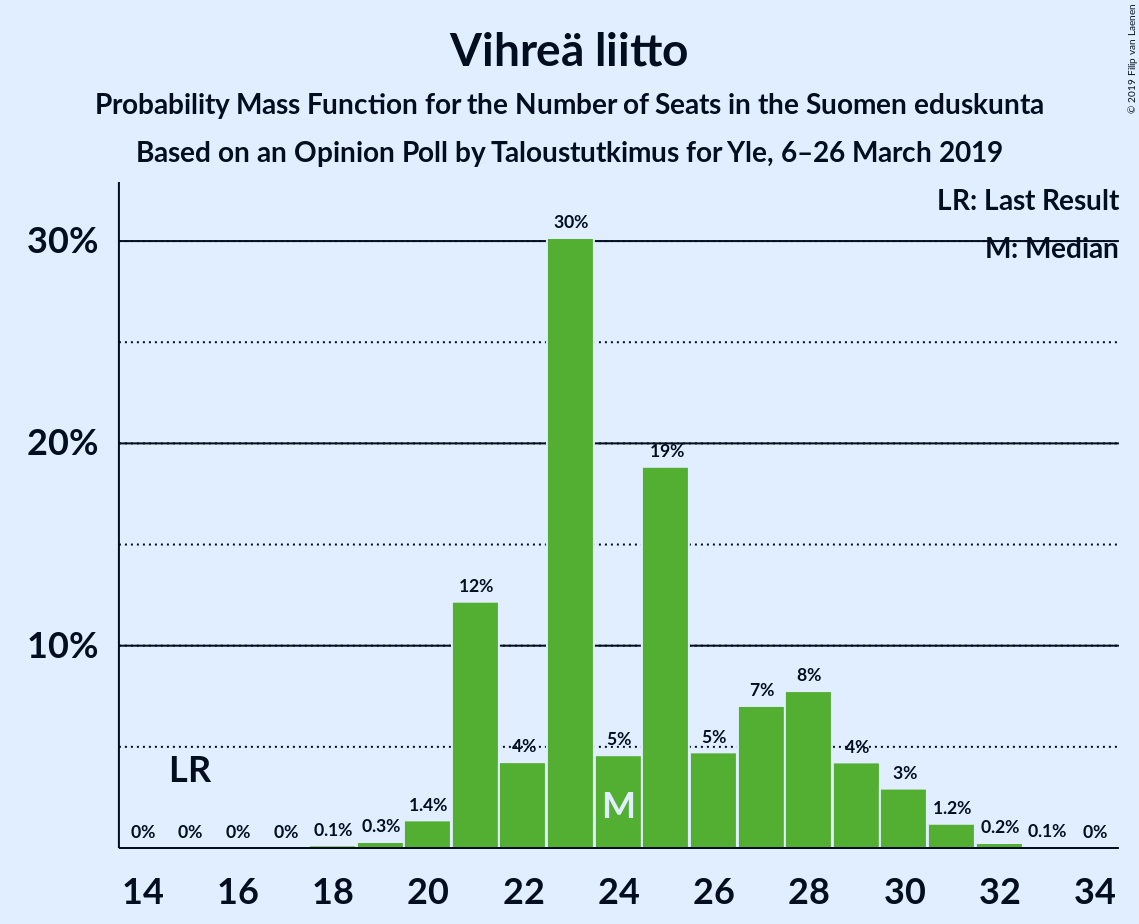 © 2019 Filip van Laenen
Vihreä liitto
Probability Mass Function for the Number of Seats in the Suomen eduskunta
Based on an Opinion Poll by Taloustutkimus for Yle, 6–26 March 2019
LR: Last Result
M: Median
30%
20%
10%
LR
0% 0% 0% 0% 0.1% 0.3% 1.4% 12% 4% 30% 5% 19% 5% 7% 8% 4% 3% 1.2% 0.2% 0.1% 0%
M
14 16 18 20 22 24 26 28 30 32 34